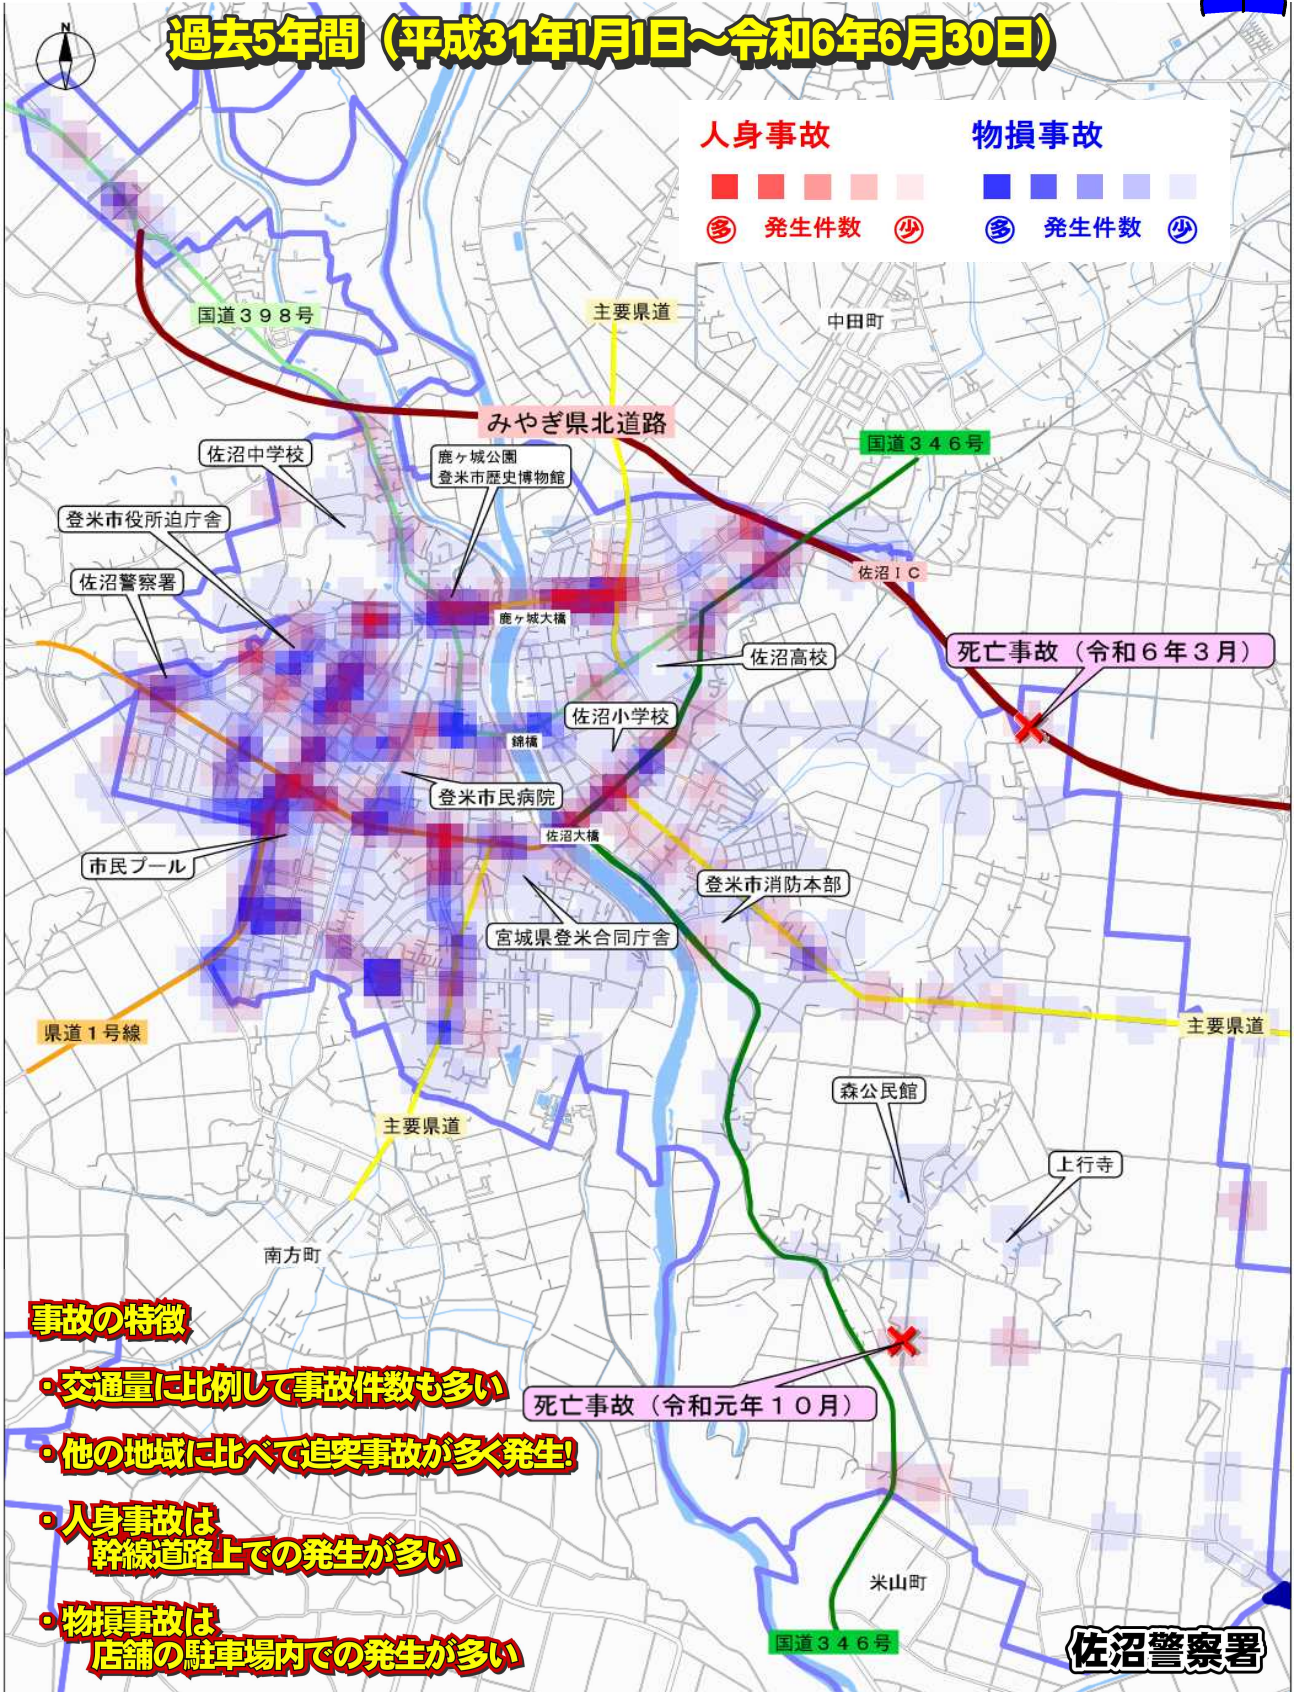 過去5年間（平成31年1月1日～令和6年6月30日）
N
人身事故
物損事故
多 発生件数 少
多 発生件数 少
国道３９８号
主要県道
中田町
みやぎ県北道路
国道３４６号
佐沼中学校
鹿ヶ城公園
登米市歴史博物館
登米市役所迫庁舎
佐沼警察署
佐沼ＩＣ
鹿ヶ城大橋
死亡事故（令和６年３月）
佐沼高校
佐沼小学校
錦橋
登米市民病院
佐沼大橋
市民プール
登米市消防本部
宮城県登米合同庁舎
県道１号線
主要県道
森公民館
主要県道
上行寺
南方町
事故の特徴
・交通量に比例して事故件数も多い
死亡事故（令和元年１０月）
・他の地域に比べて追突事故が多く発生!
・人身事故は
幹線道路上での発生が多い
米山町
・物損事故は
店舗の駐車場内での発生が多い
国道３４６号
佐沼警察署